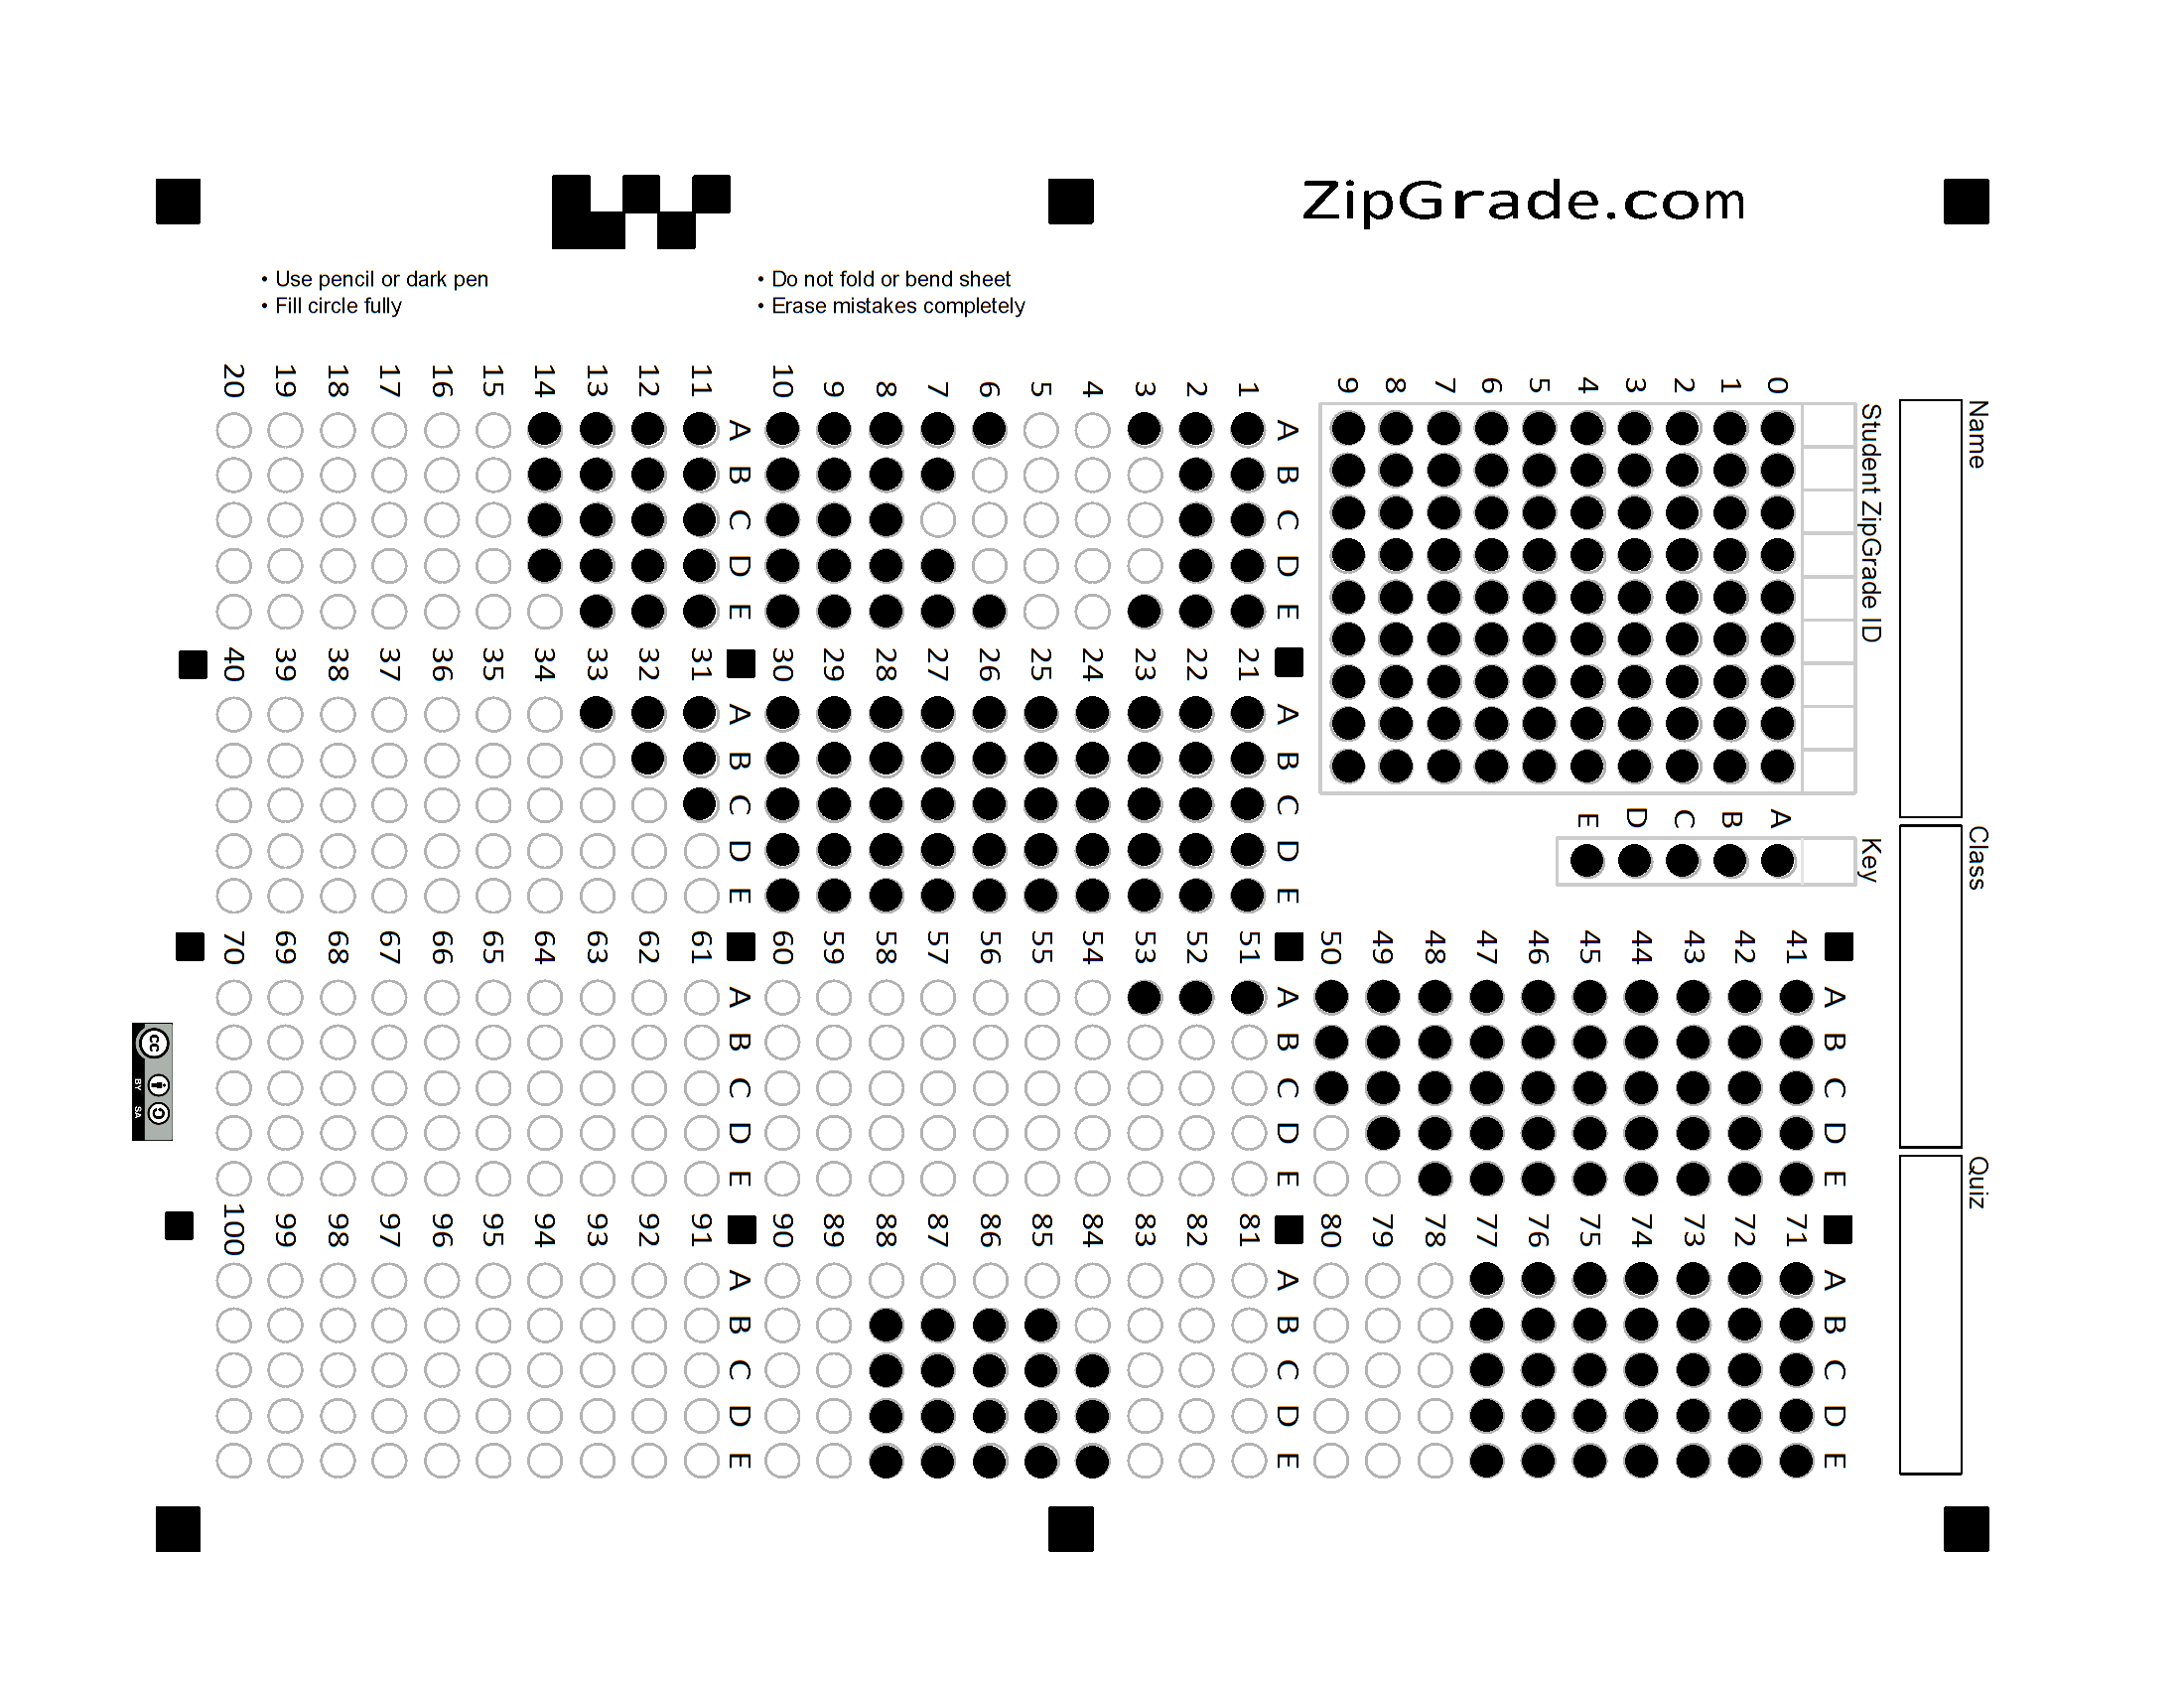 ZipGrade.com
• Use pencil or dark pen
• Fill circle fully
• Do not fold or bend sheet
• Erase mistakes completely
Name
Class
Quiz
Student ZipGrade ID
0 1 2 3 4 5 6 7 8 9
Key
A B C D E
1 2 3 4 5 6 7 8 9 10
A B C D E
11 12 13 14 15 16 17 18 19 20
A B C D E
21 22 23 24 25 26 27 28 29 30
A B C D E
31 32 33 34 35 36 37 38 39 40
A B C D E
41 42 43 44 45 46 47 48 49 50
A B C D E
51 52 53 54 55 56 57 58 59 60
A B C D E
61 62 63 64 65 66 67 68 69 70
A B C D E
71 72 73 74 75 76 77 78 79 80
A B C D E
81 82 83 84 85 86 87 88 89 90
A B C D E
91 92 93 94 95 96 97 98 99 100
A B C D E
cc
BY SA